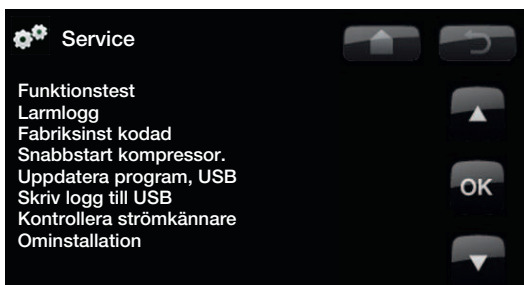 Service
Funktionstest
Larmlogg
Fabriksinst kodad
Snabbstart kompressor.
Uppdatera program, USB
Skriv logg till USB
Kontrollera strömkännare
Ominstallation
OK